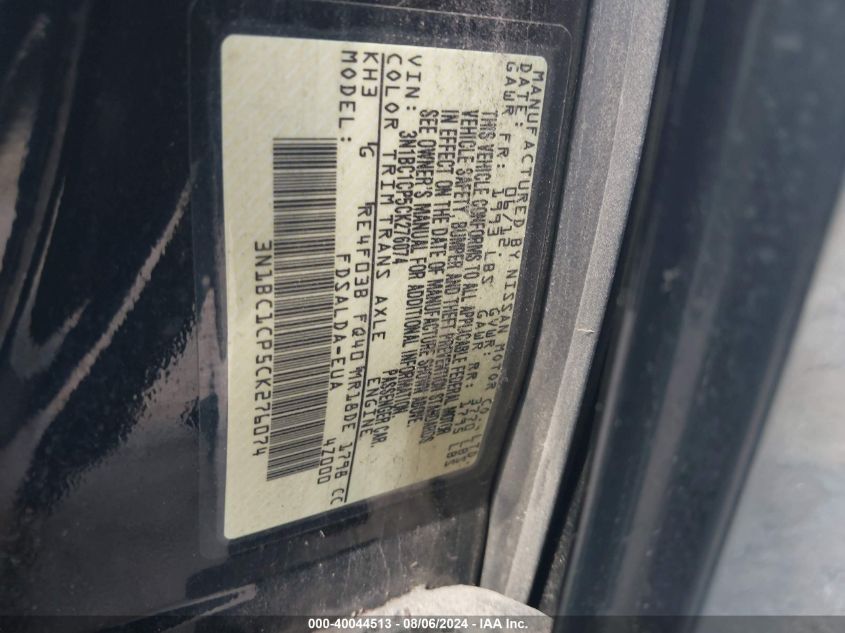 MANUFACTURED BY NISSAN MOTOR CO., LTD.
DATE: 06/12. GVWR: 3770 LBS
GAWR FR: 1993 LBS GAWR RR: 1795 LBS
THIS VEHICLE CONFORMS TO ALL APPLICABLE FEDERAL MOTOR
VEHICLE SAFETY, BUMPER AND THEFT PREVENTION STANDARDS
IN EFFECT ON THE DATE OF MANUFACTURE SHOWN ABOVE.
SEE OWNER'S MANUAL FOR ADDITIONAL INFORMATION.
VIN: 3N1BC1CP5CK276074 PASSENGER CAR
COLOR TRIM TRANS AXLE ENGINE
KH3 G RE4F03B FQ40 MR18DE 1798 CC
MODEL: FDSALDA-EUA 4Z000
3N1BC1CP5CK276074
000-40044513 - 08/06/2024 - IAA, Inc.